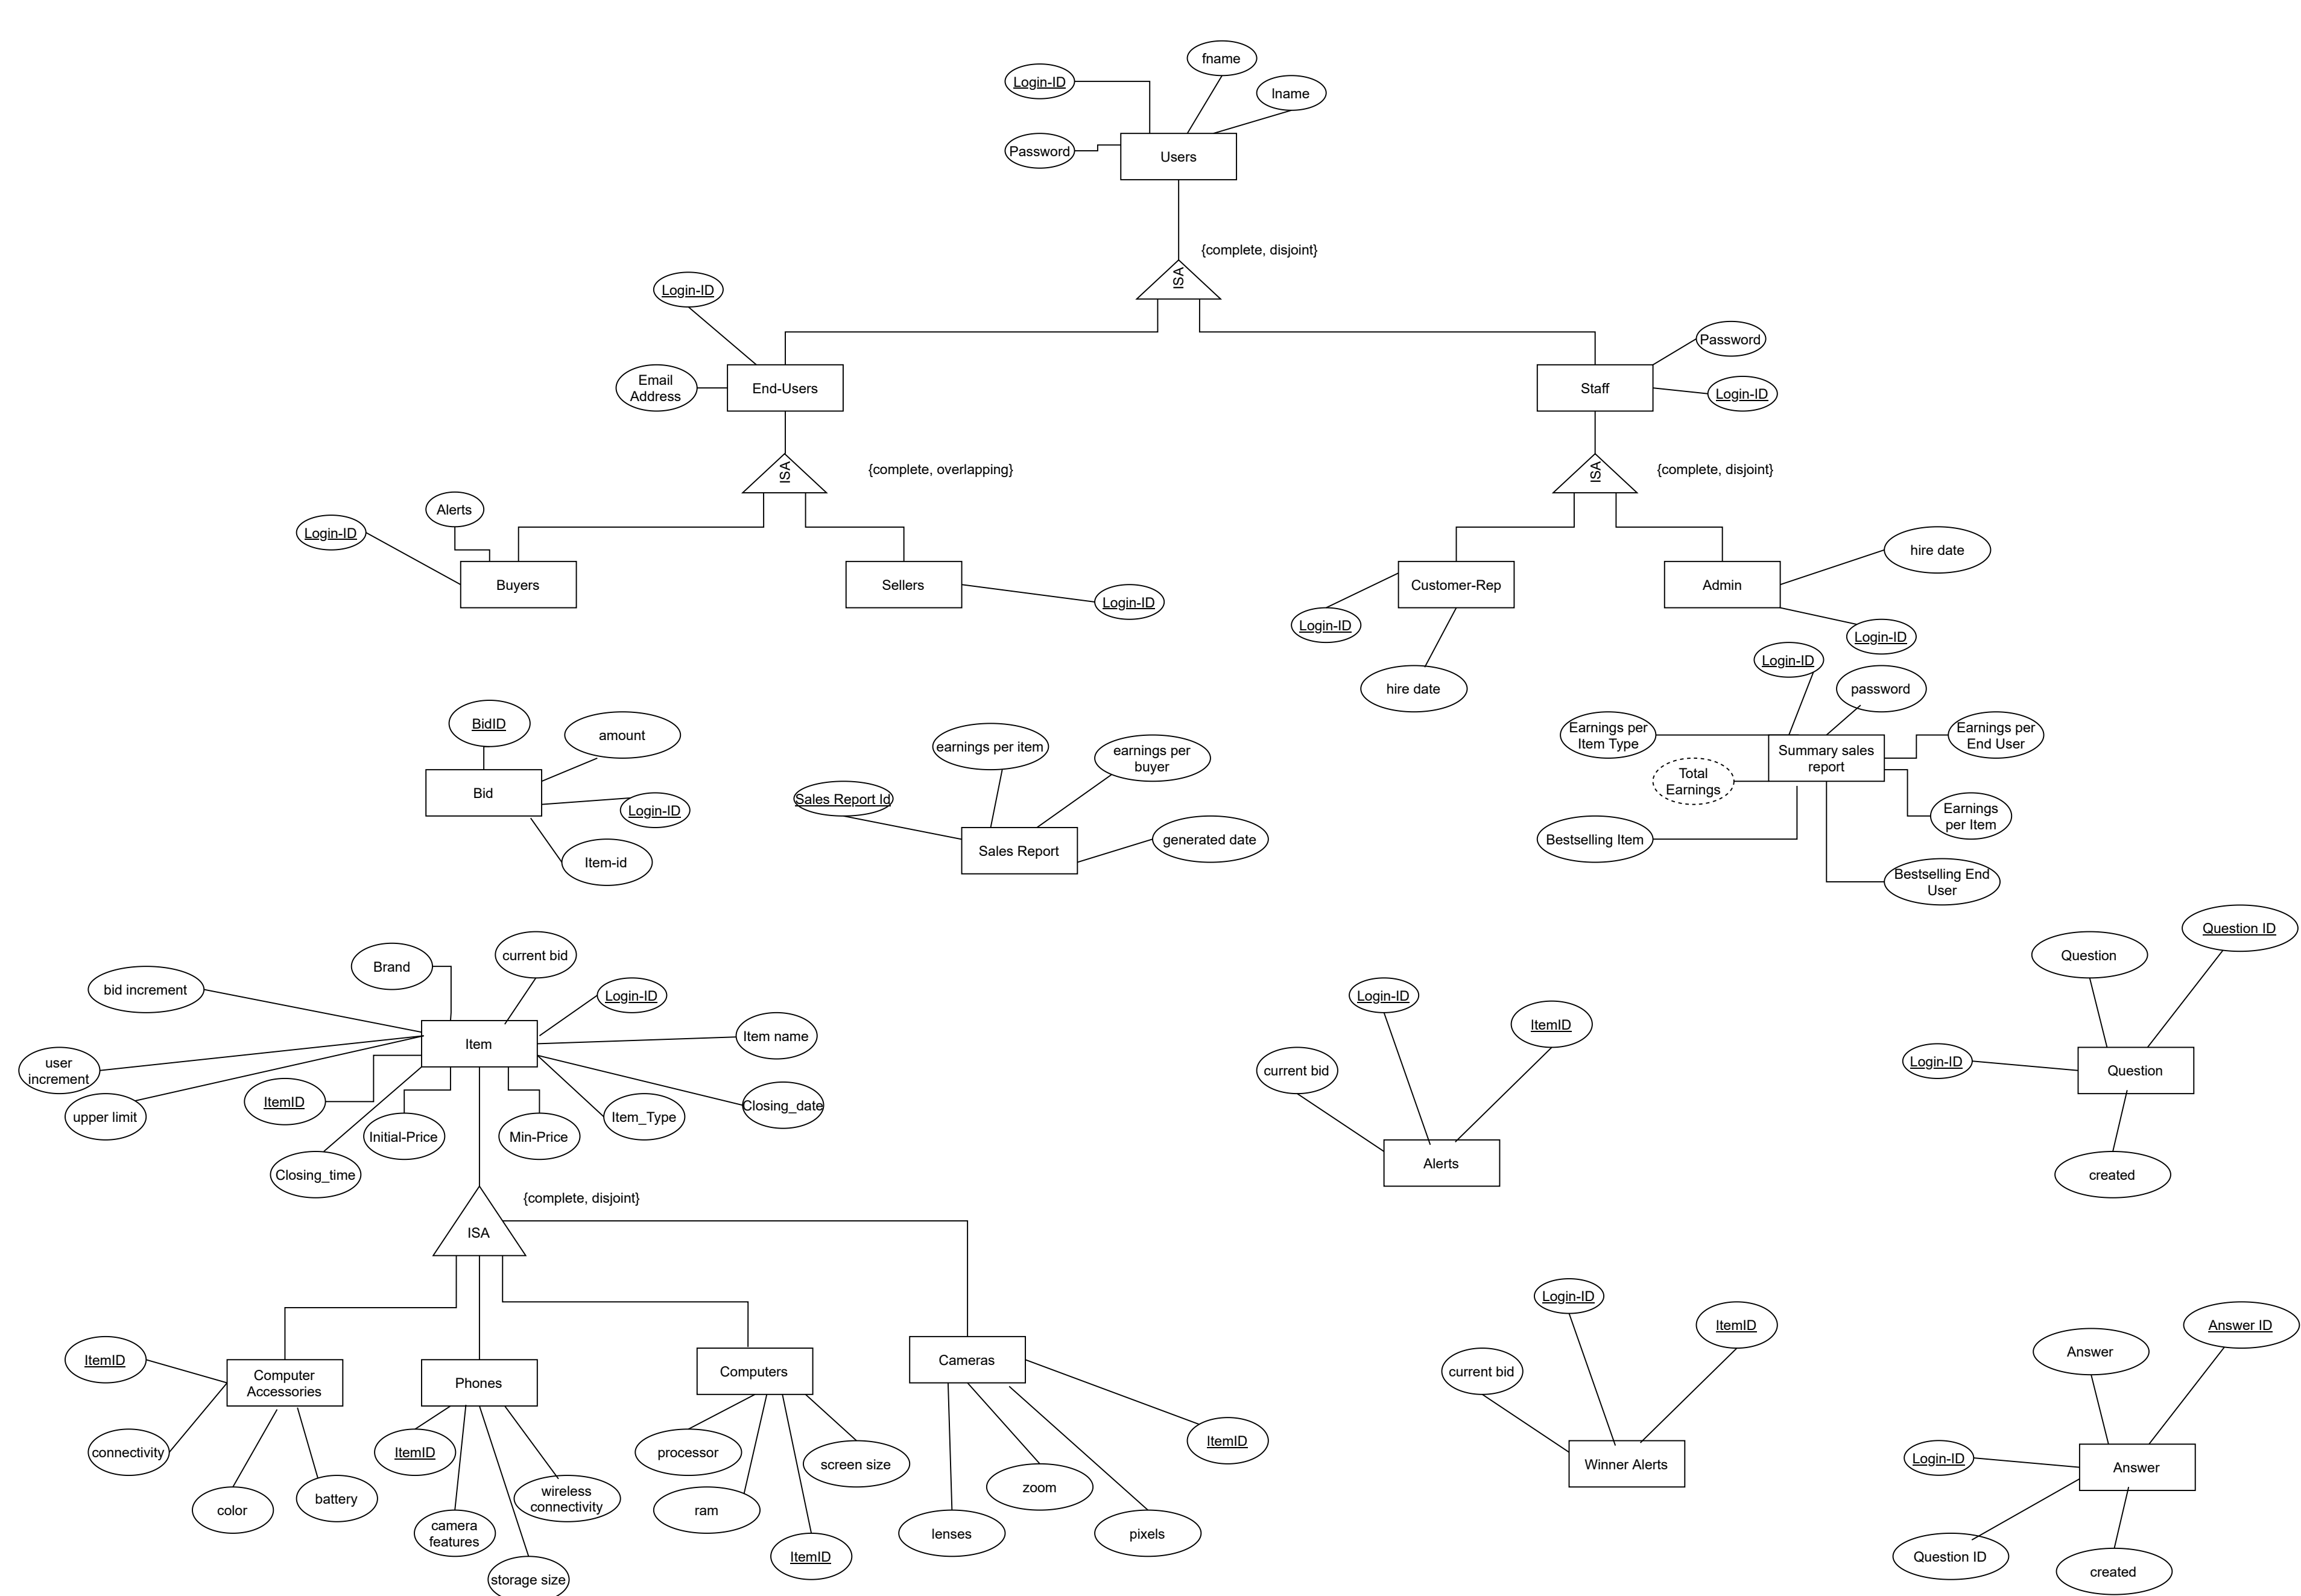 fname
Login-ID
lname
Password
Users
{complete, disjoint}
ISA
Login-ID
Email
Address
End-Users
Password
Staff
Login-ID
ISA
{complete, overlapping}
ISA
{complete, disjoint}
Alerts
Login-ID
Buyers
Sellers
Login-ID
Customer-Rep
Login-ID
hire date
Admin
hire date
Login-ID
BidID
amount
Bid
Login-ID
Item-id
earnings per item
earnings per
buyer
Sales Report Id
Sales Report
generated date
Login-ID
password
Earnings per
Item Type
Summary sales
report
Earnings per
End User
Total
Earnings
Earnings
per Item
Bestselling Item
Bestselling End
User
Brand
current bid
bid increment
Login-ID
Item
Item name
user
increment
upper limit
ItemID
Closing_time
Initial-Price
Min-Price
Item_Type
Closing_date
{complete, disjoint}
ISA
Login-ID
ItemID
current bid
Alerts
Question
Question ID
Login-ID
Question
created
ItemID
Computer
Accessories
connectivity
color
battery
Phones
ItemID
camera
features
storage size
wireless
connectivity
Computers
processor
ram
ItemID
screen size
Cameras
lenses
zoom
pixels
ItemID
Login-ID
ItemID
current bid
Winner Alerts
Answer
Answer ID
Login-ID
Answer
Question ID
created